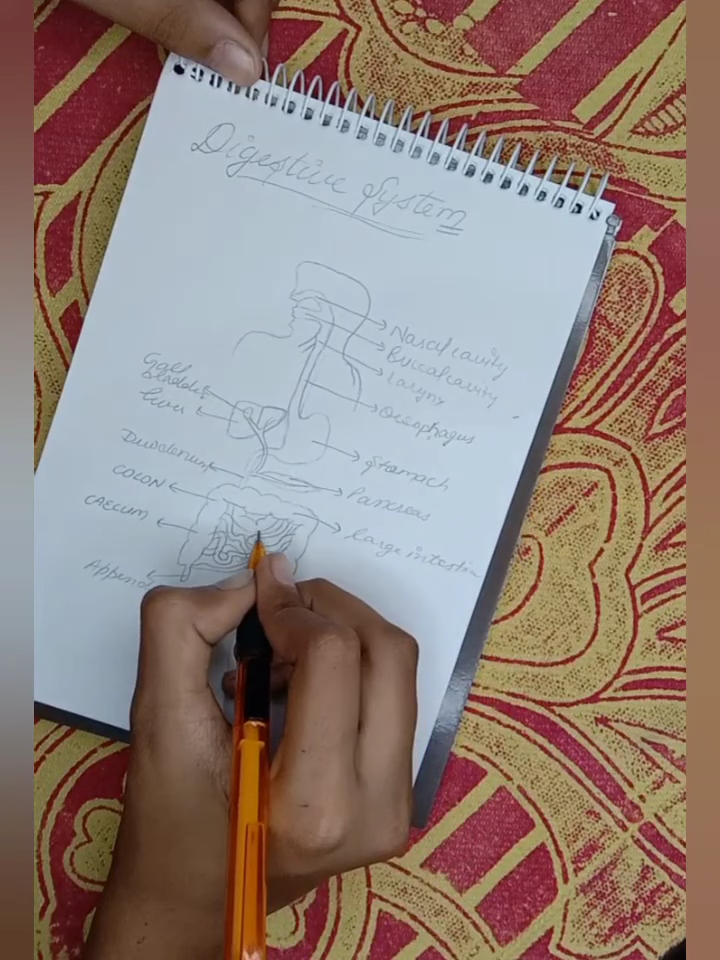 Digestive System
Nasal cavity
Buccal cavity
Larynx
Oesophagus
Stomach
Pancreas
Large intestin
Gall
bladder
liver
Duodenum
COLON
CAECUM